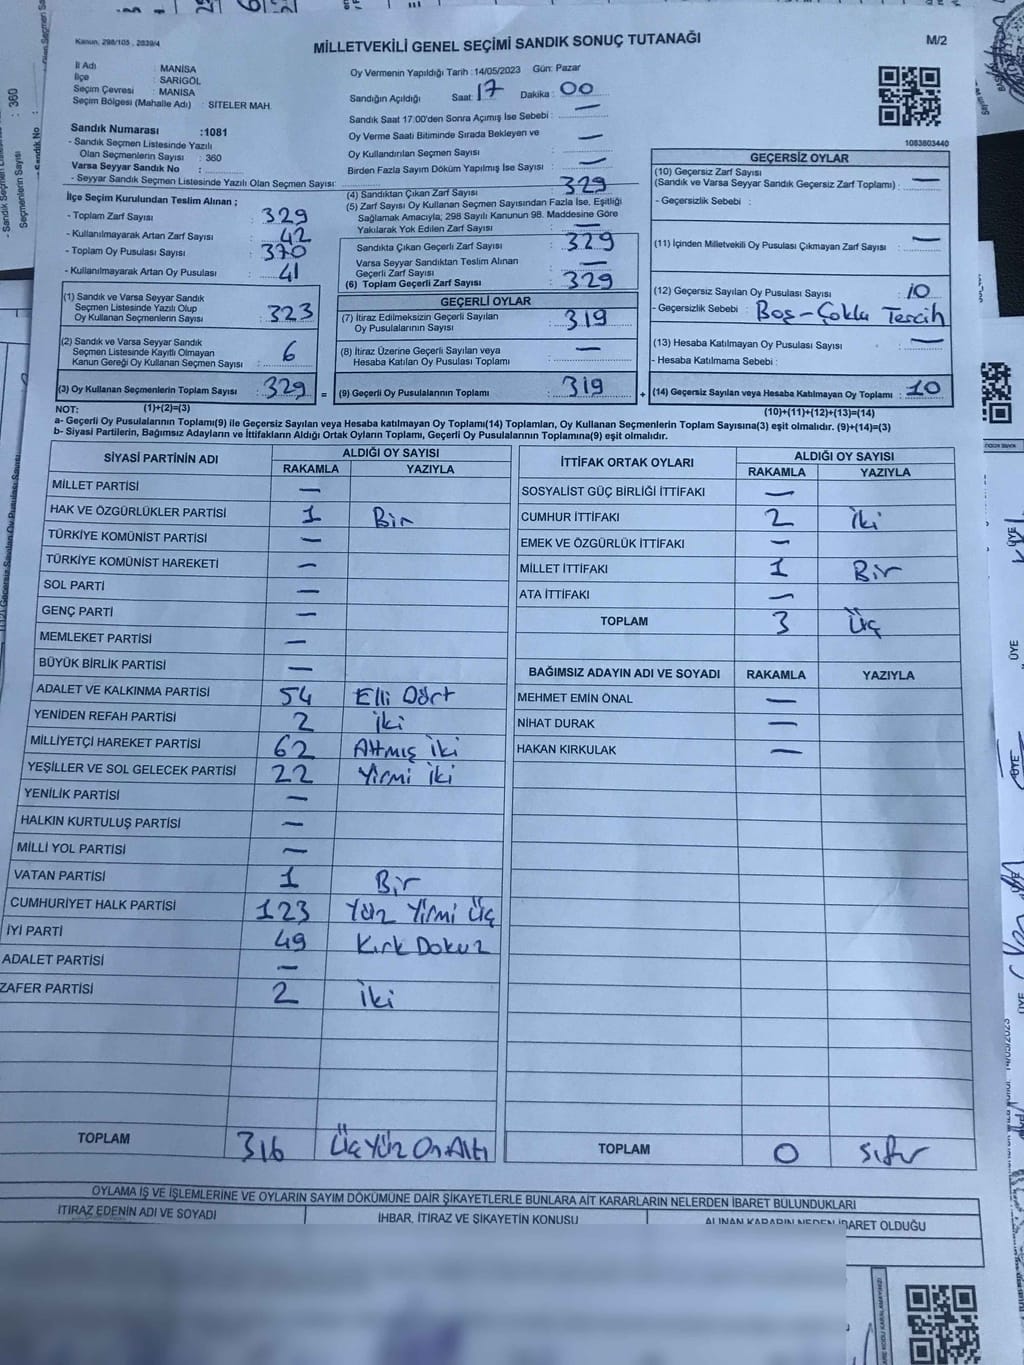 Kanun, 298/105 , 2839/4
MİLLETVEKİLİ GENEL SEÇİMİ SANDIK SONUÇ TUTANAĞI
M/2
İl Adı : MANİSA
İlçe : SARIGÖL
Seçim Çevresi : MANİSA
Seçim Bölgesi (Mahalle Adı) : SİTELER MAH.
Sandık Numarası :1081
- Sandık Seçmen Listesinde Yazılı
Olan Seçmenlerin Sayısı : 360
Varsa Seyyar Sandık No :
- Seyyar Sandık Seçmen Listesinde Yazılı Olan Seçmen Sayısı:
Oy Vermenin Yapıldığı Tarih :14/05/2023 Gün: Pazar
Sandığın Açıldığı Saat: 17 Dakika : 00
Sandık Saat 17:00'den Sonra Açımış İse Sebebi : —
Oy Verme Saati Bitiminde Sırada Bekleyen ve
Oy Kullandırılan Seçmen Sayısı : —
Birden Fazla Sayım Döküm Yapılmış İse Sayısı : —
1083803440
İlçe Seçim Kurulundan Teslim Alınan ;
- Toplam Zarf Sayısı : 329
- Kullanılmayarak Artan Zarf Sayısı : 42
- Toplam Oy Pusulası Sayısı : 370
- Kullanılmayarak Artan Oy Pusulası : 41
(4) Sandıktan Çıkan Zarf Sayısı : 329
(5) Zarf Sayısı Oy Kullanan Seçmen Sayısından Fazla İse, Eşitliği
Sağlamak Amacıyla; 298 Sayılı Kanunun 98. Maddesine Göre
Yakılarak Yok Edilen Zarf Sayısı :
Sandıkta Çıkan Geçerli Zarf Sayısı : 329
Varsa Seyyar Sandıktan Teslim Alınan
Geçerli Zarf Sayısı : —
(6) Toplam Geçerli Zarf Sayısı : 329
GEÇERSİZ OYLAR
(10) Geçersiz Zarf Sayısı
(Sandık ve Varsa Seyyar Sandık Geçersiz Zarf Toplamı) : —
- Geçersizlik Sebebi :
(11) İçinden Milletvekili Oy Pusulası Çıkmayan Zarf Sayısı : —
(12) Geçersiz Sayılan Oy Pusulası Sayısı : 10
- Geçersizlik Sebebi : Boş-Çoklu Tercih
(13) Hesaba Katılmayan Oy Pusulası Sayısı : —
- Hesaba Katılmama Sebebi :
(14) Geçersiz Sayılan veya Hesaba Katılmayan Oy Toplamı : 10
(10)+(11)+(12)+(13)=(14)
(1) Sandık ve Varsa Seyyar Sandık
Seçmen Listesinde Yazılı Olup
Oy Kullanan Seçmenlerin Sayısı : 323
(2) Sandık ve Varsa Seyyar Sandık
Seçmen Listesinde Kayıtlı Olmayan
Kanun Gereği Oy Kullanan Seçmen Sayısı : 6
(3) Oy Kullanan Seçmenlerin Toplam Sayısı : 329
GEÇERLİ OYLAR
(7) İtiraz Edilmeksizin Geçerli Sayılan
Oy Pusulalarının Sayısı : 319
(8) İtiraz Üzerine Geçerli Sayılan veya
Hesaba Katılan Oy Pusulası Toplamı : —
= (9) Geçerli Oy Pusulalarının Toplamı : 319 +
NOT: (1)+(2)=(3)
a- Geçerli Oy Pusulalarının Toplamı(9) ile Geçersiz Sayılan veya Hesaba katılmayan Oy Toplamı(14) Toplamları, Oy Kullanan Seçmenlerin Toplam Sayısına(3) eşit olmalıdır. (9)+(14)=(3)
b- Siyasi Partilerin, Bağımsız Adayların ve İttifakların Aldığı Ortak Oyların Toplamı, Geçerli Oy Pusulalarının Toplamına(9) eşit olmalıdır.
SİYASİ PARTİNİN ADI ALDIĞI OY SAYISI
RAKAMLA YAZIYLA
MİLLET PARTİSİ —
HAK VE ÖZGÜRLÜKLER PARTİSİ 1 Bir
TÜRKİYE KOMÜNİST PARTİSİ —
TÜRKİYE KOMÜNİST HAREKETİ —
SOL PARTİ —
GENÇ PARTİ —
MEMLEKET PARTİSİ —
BÜYÜK BİRLİK PARTİSİ —
ADALET VE KALKINMA PARTİSİ 54 Elli Dört
YENİDEN REFAH PARTİSİ 2 İki
MİLLİYETÇİ HAREKET PARTİSİ 62 Altmış İki
YEŞİLLER VE SOL GELECEK PARTİSİ 22 Yirmi İki
YENİLİK PARTİSİ —
HALKIN KURTULUŞ PARTİSİ —
MİLLİ YOL PARTİSİ —
VATAN PARTİSİ 1 Bir
CUMHURİYET HALK PARTİSİ 123 Yüz Yirmi Üç
İYİ PARTİ 49 Kırk Dokuz
ADALET PARTİSİ —
ZAFER PARTİSİ 2 İki
TOPLAM 316 Üç Yüz On Altı
İTTİFAK ORTAK OYLARI ALDIĞI OY SAYISI
RAKAMLA YAZIYLA
SOSYALİST GÜÇ BİRLİĞİ İTTİFAKI —
CUMHUR İTTİFAKI 2 İki
EMEK VE ÖZGÜRLÜK İTTİFAKI —
MİLLET İTTİFAKI 1 Bir
ATA İTTİFAKI —
TOPLAM 3 Üç
BAĞIMSIZ ADAYIN ADI VE SOYADI RAKAMLA YAZIYLA
MEHMET EMİN ÖNAL —
NİHAT DURAK —
HAKAN KIRKULAK —
TOPLAM 0 Sıfır
OYLAMA İŞ VE İŞLEMLERİNE VE OYLARIN SAYIM DÖKÜMÜNE DAİR ŞİKAYETLERLE BUNLARA AİT KARARLARIN NELERDEN İBARET BULUNDUKLARI
İTİRAZ EDENİN ADI VE SOYADI İHBAR, İTİRAZ VE ŞİKAYETİN KONUSU ALINAN KARARIN NEDEN İBARET OLDUĞU